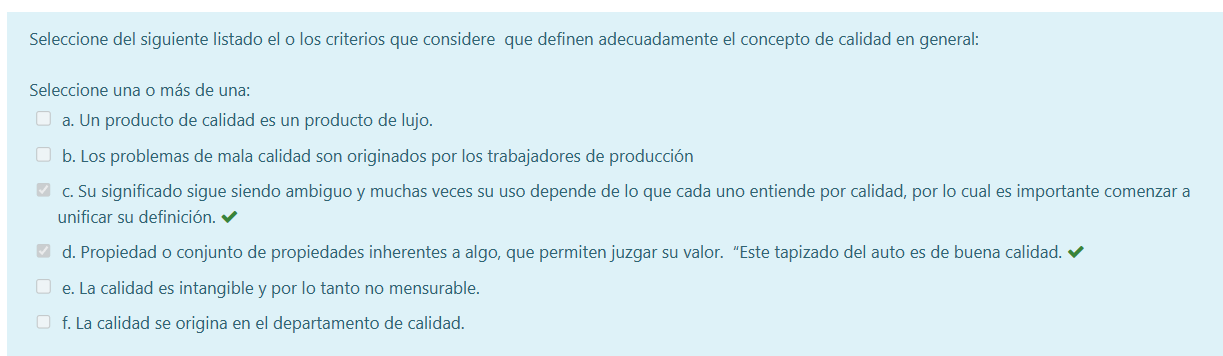 Seleccione del siguiente listado el o los criterios que considere que definen adecuadamente el concepto de calidad en general:
Seleccione una o más de una:
a. Un producto de calidad es un producto de lujo.
b. Los problemas de mala calidad son originados por los trabajadores de producción
c. Su significado sigue siendo ambiguo y muchas veces su uso depende de lo que cada uno entiende por calidad, por lo cual es importante comenzar a
unificar su definición.
d. Propiedad o conjunto de propiedades inherentes a algo, que permiten juzgar su valor. “Este tapizado del auto es de buena calidad.
e. La calidad es intangible y por lo tanto no mensurable.
f. La calidad se origina en el departamento de calidad.